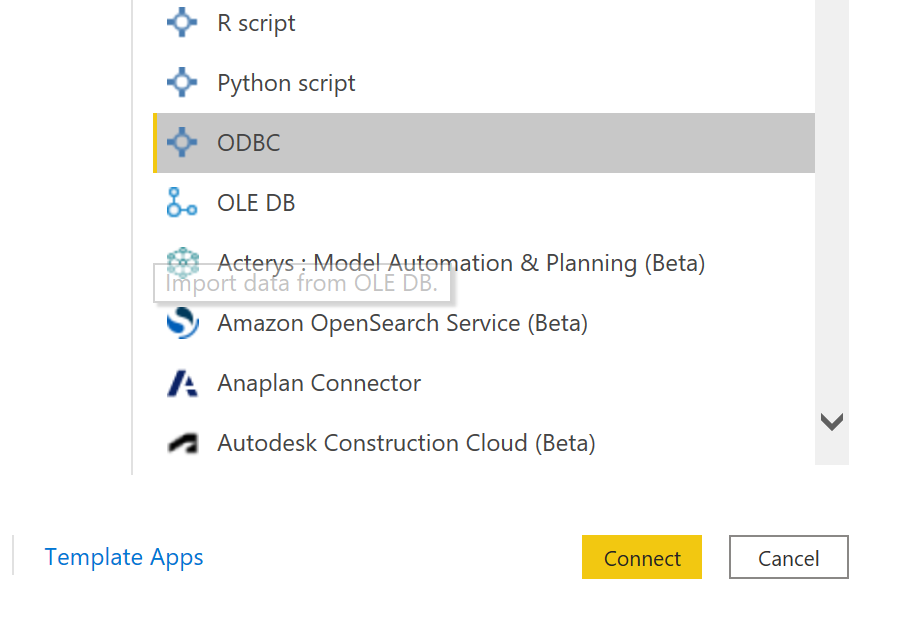 R script
Python script
ODBC
OLE DB
Acterys : Model Automation & Planning (Beta)
Import data from OLE DB.
Amazon OpenSearch Service (Beta)
Anaplan Connector
Autodesk Construction Cloud (Beta)
Template Apps
Connect
Cancel